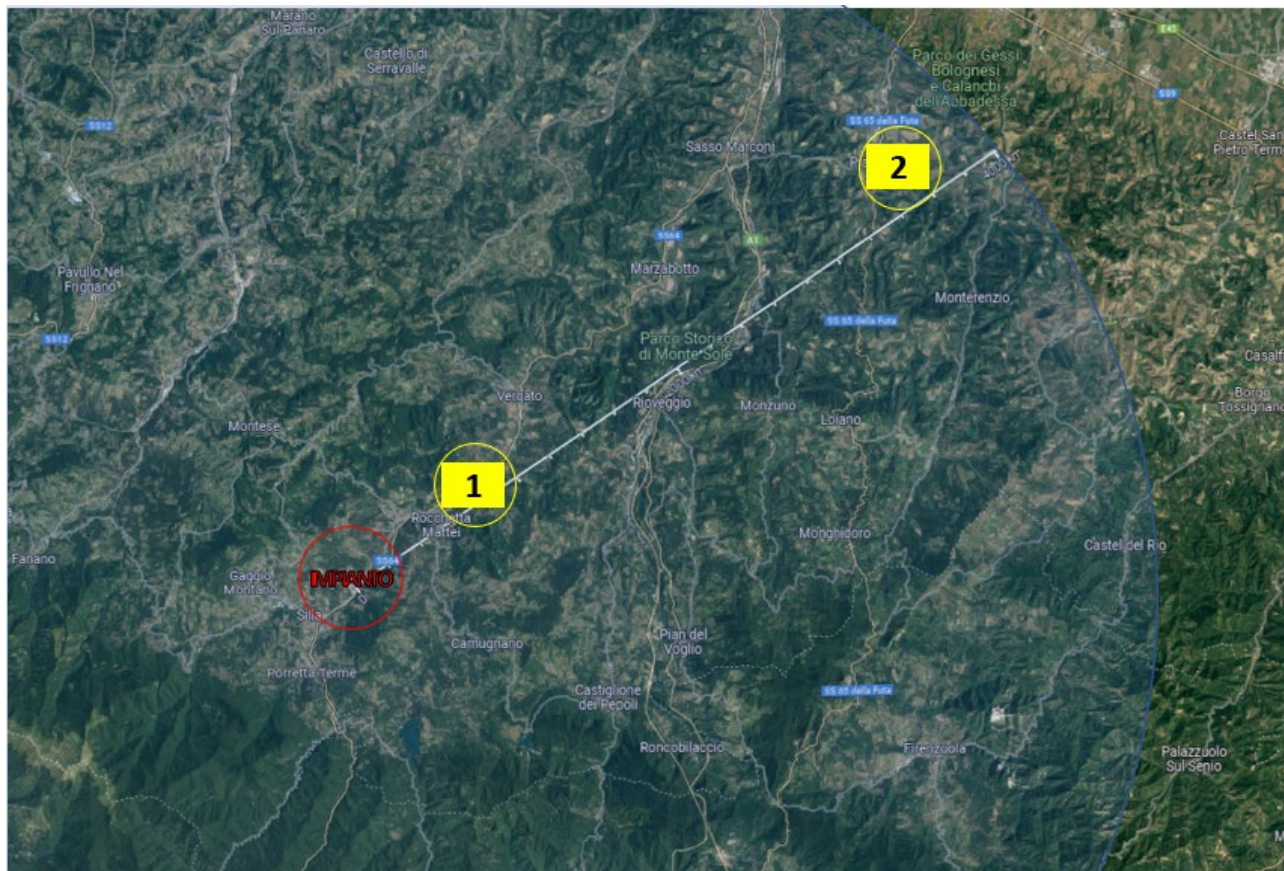 Marano
Sul Panaro
Castello di
Serravalle
Parco dei Gessi
Bolognesi
e Calanchi
dell'Abbadessa
E45
SS9
SS12
SS 65 della Futa
Castel San
Pietro Terme
Sasso Marconi
2
SS64
A1
Pavullo Nel
Frignano
Marzabotto
Monterenzio
SS 65 della Futa
SS12
Parco Storico
di Monte Sole
Casalfi
Vergato
Rioveggio
Monzuno
Borgo
Tossignano
Loiano
Montese
1
Rocchetta
Mattei
Monghidoro
Castel del Rio
Fanano
SS64
IMPIANTO
Gaggio
Montano
Silla
Camugnano
Pian del
Voglio
Porretta Terme
Castiglione
dei Pepoli
SS 65 della Futa
Roncobilaccio
Firenzuola
Palazzuolo
Sul Senio